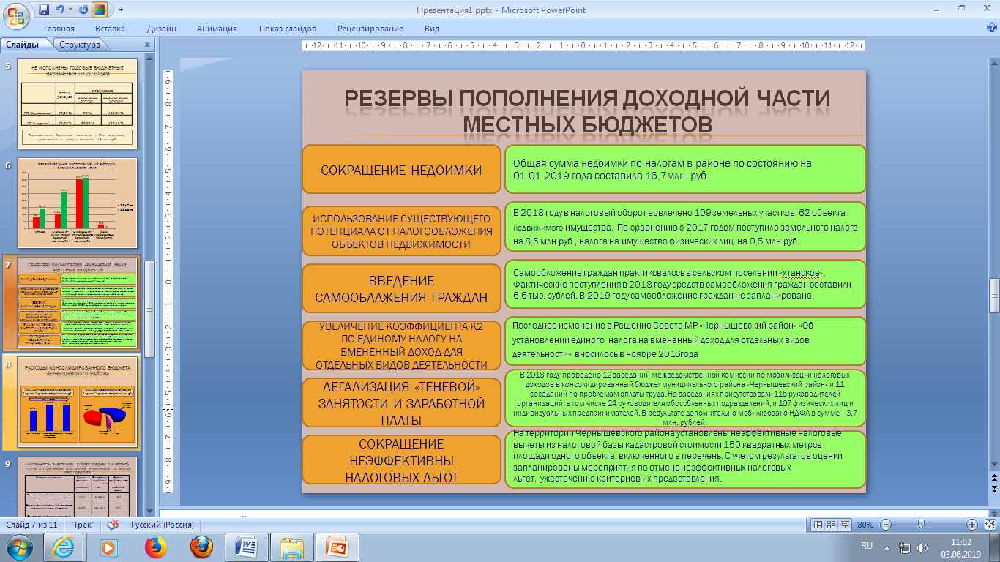 Презентация1.pptx - Microsoft PowerPoint
Главная Вставка Дизайн Анимация Показ слайдов Рецензирование Вид
Слайды Структура
5
НЕ ИСПОЛНЕНЫ ГОДОВЫЕ БЮДЖЕТНЫЕ
НАЗНАЧЕНИЯ ПО ДОХОДАМ
6
7
РЕЗЕРВЫ ПОПОЛНЕНИЯ ДОХОДНОЙ ЧАСТИ
МЕСТНЫХ БЮДЖЕТОВ
8
РАСХОДЫ КОНСОЛИДИРОВАННОГО БЮДЖЕТА
ЧЕРНЫШЕВСКОГО РАЙОНА
9
РЕЗЕРВЫ ПОПОЛНЕНИЯ ДОХОДНОЙ ЧАСТИ
МЕСТНЫХ БЮДЖЕТОВ
СОКРАЩЕНИЕ НЕДОИМКИ
Общая сумма недоимки по налогам в районе по состоянию на
01.01.2019 года составила 16,7млн. руб.
ИСПОЛЬЗОВАНИЕ СУЩЕСТВУЮЩЕГО
ПОТЕНЦИАЛА ОТ НАЛОГООБЛОЖЕНИЯ
ОБЪЕКТОВ НЕДВИЖИМОСТИ
В 2018 году в налоговый оборот вовлечено 109 земельных участков, 62 объекта
недвижимого имущества. По сравнению с 2017 годом поступило земельного налога
на 8,5 млн.руб., налога на имущество физических лиц на 0,5 млн.руб.
ВВЕДЕНИЕ
САМООБЛАЖЕНИЯ ГРАЖДАН
Самообложение граждан практиковалось в сельском поселении «Утанское».
Фактические поступления в 2018 году средств самообложения граждан составили
6,6 тыс. рублей. В 2019 году самообложение граждан не запланировано.
УВЕЛИЧЕНИЕ КОЭФФИЦИЕНТА К2
ПО ЕДИНОМУ НАЛОГУ НА
ВМЕНЕННЫЙ ДОХОД ДЛЯ
ОТДЕЛЬНЫХ ВИДОВ ДЕЯТЕЛЬНОСТИ
Последнее изменение в Решение Совета МР «Чернышевский район» «Об
установлении единого налога на вмененный доход для отдельных видов
деятельности» вносилось в ноябре 2016года
ЛЕГАЛИЗАЦИЯ «ТЕНЕВОЙ»
ЗАНЯТОСТИ И ЗАРАБОТНОЙ
ПЛАТЫ
В 2018 году проведено 12 заседаний межведомственной комиссии по мобилизации налоговых
доходов в консолидированный бюджет муниципального района «Чернышевский район» и 11
заседаний по проблемам оплаты труда. На заседаниях присутствовали 115 руководителей
организаций, в том числе 24 руководителя обособленных подразделений, и 107 физических лиц и
индивидуальных предпринимателей. В результате дополнительно мобилизовано НДФЛ в сумме – 3,7
млн. рублей.
СОКРАЩЕНИЕ
НЕЭФФЕКТИВНЫ
НАЛОГОВЫХ ЛЬГОТ
На территории Чернышевского района установлены неэффективные налоговые
вычеты из налоговой базы кадастровой стоимости 150 квадратных метров
площади одного объекта, включенного в перечень. С учетом результатов оценки
запланированы мероприятия по отмене неэффективных налоговых
льгот, ужесточению критериев их предоставления.
Слайд 7 из 11 "Трек" Русский (Россия) 80%
RU
11:02
03.06.2019